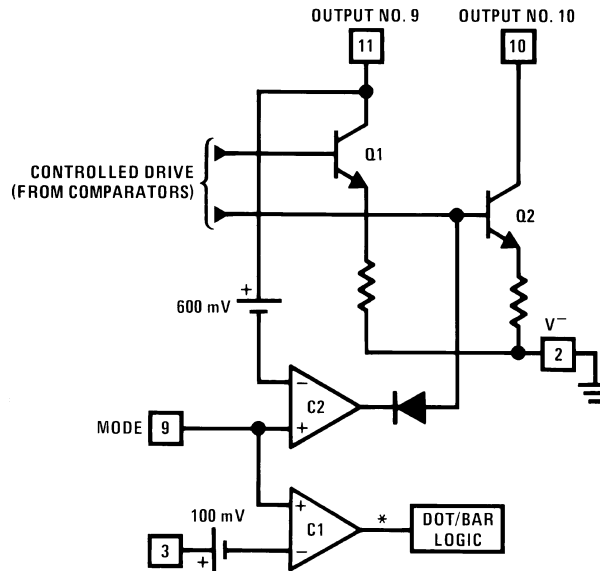 OUTPUT NO. 9
OUTPUT NO. 10
11
10
Q1
CONTROLLED DRIVE
(FROM COMPARATORS)
Q2
+
600 mV
V−
2
−
C2
+
MODE
9
100 mV
+
C1
−
*
DOT/BAR
LOGIC
3
+